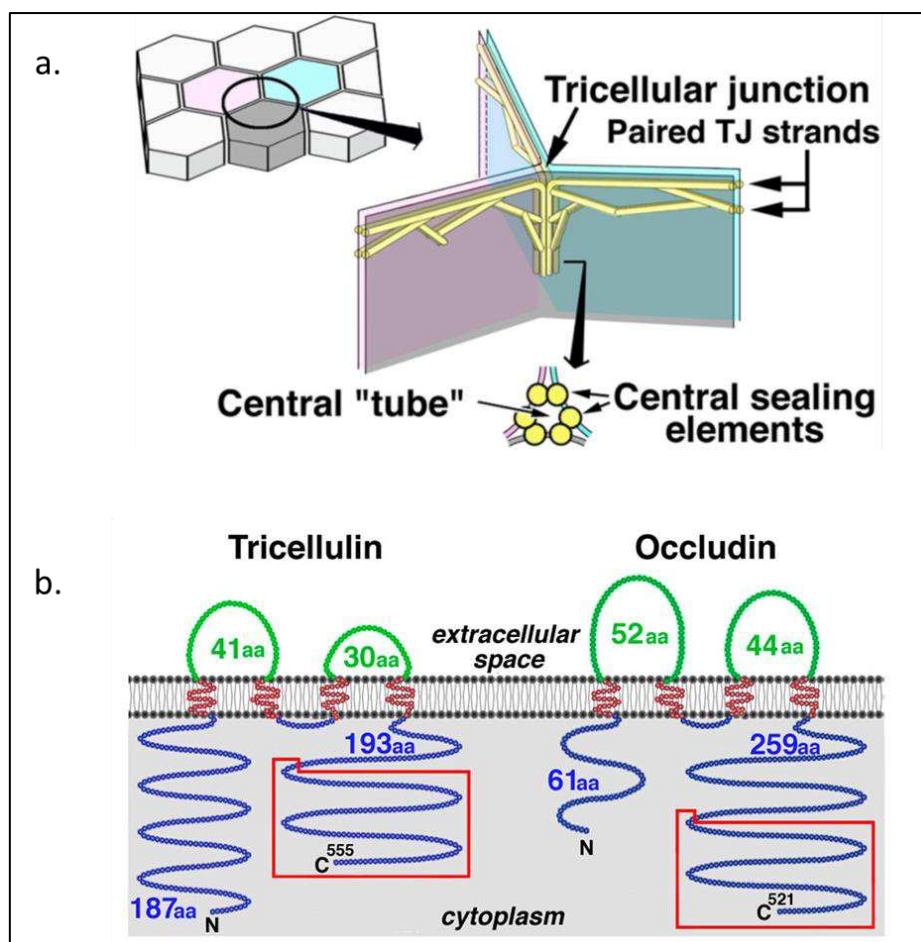 a.
Tricellular junction
Paired TJ strands
Central "tube"
Central sealing
elements
b.
Tricellulin
Occludin
41aa
30aa
extracellular
space
52aa
44aa
193aa
259aa
61aa
N
C555
C521
187aa
N
cytoplasm